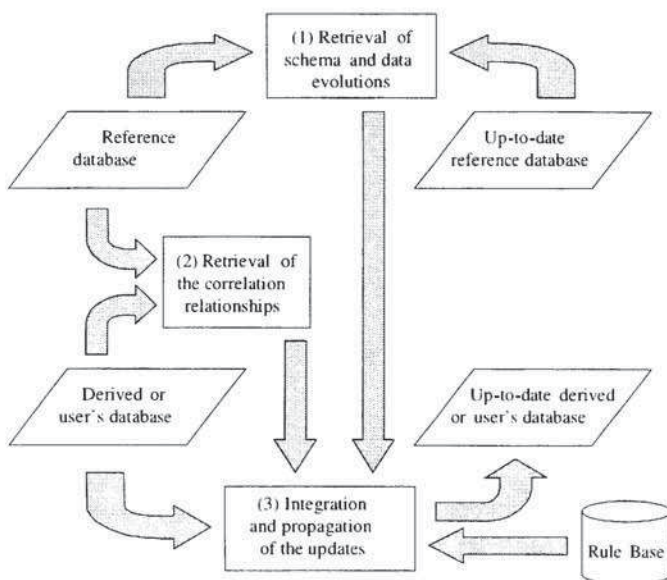 (1) Retrieval of
schema and data
evolutions
Reference
database
Up-to-date
reference database
(2) Retrieval of
the correlation
relationships
Derived or
user's database
Up-to-date derived
or user's database
(3) Integration
and propagation
of the updates
Rule Base